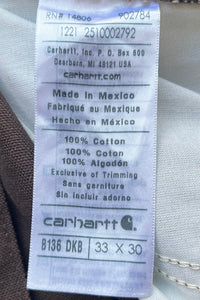 RN# 14806 902784
1221 2510002792
Carhartt, Inc. P.O. Box 600
Dearborn, MI 48121 USA
carhartt.com
Made in Mexico
Fabriqué au Mexique
Hecho en México
100% Cotton
100% Coton
100% Algodón
Exclusive of Trimming
Sans garniture
Sin incluir adorno
carhartt
B136 DKB 33 X 30